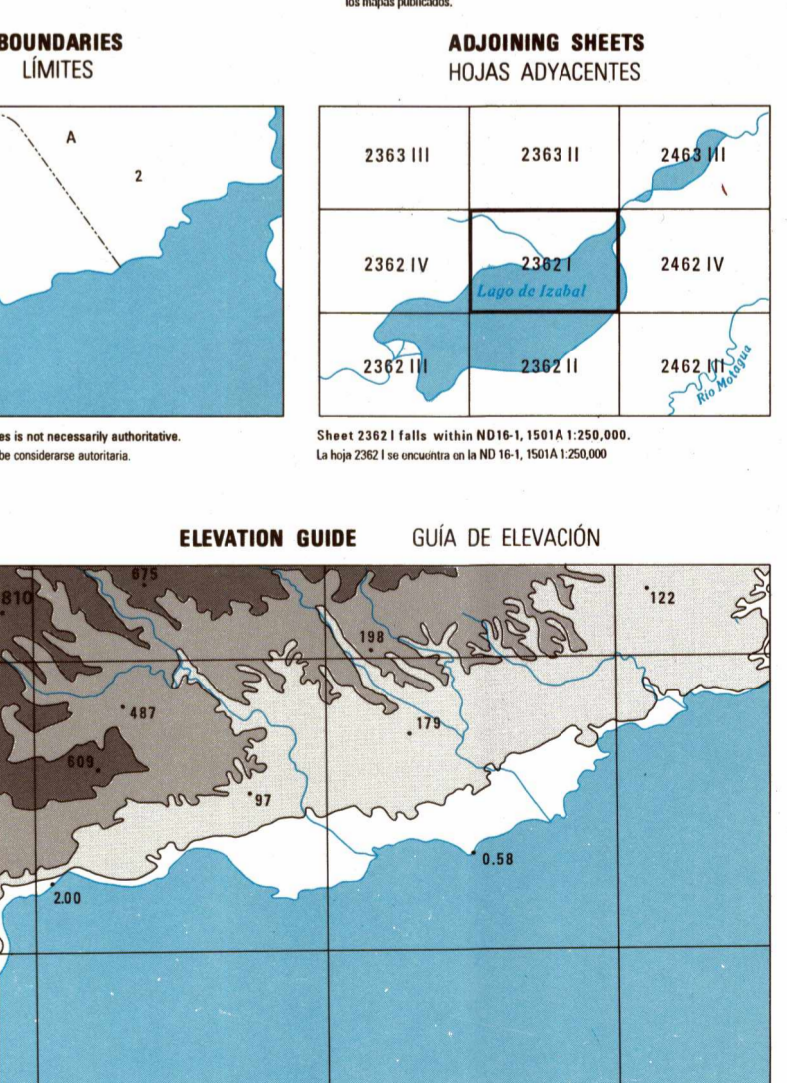 los mapas publicados.
BOUNDARIES
LÍMITES
A
2
es is not necessarily authoritative.
be considerarse autoritaria.
ADJOINING SHEETS
HOJAS ADYACENTES
2363 III
2363 II
2463 III
2362 IV
2362 I
2462 IV
Lago de Izabal
2362 III
2362 II
2462 III
Río Motagua
Sheet 2362 I falls within ND16-1, 1501A 1:250,000.
La hoja 2362 I se encuentra en la ND 16-1, 1501A 1:250,000
ELEVATION GUIDE GUÍA DE ELEVACIÓN
675
810
122
198
487
179
609
97
0.58
2.00